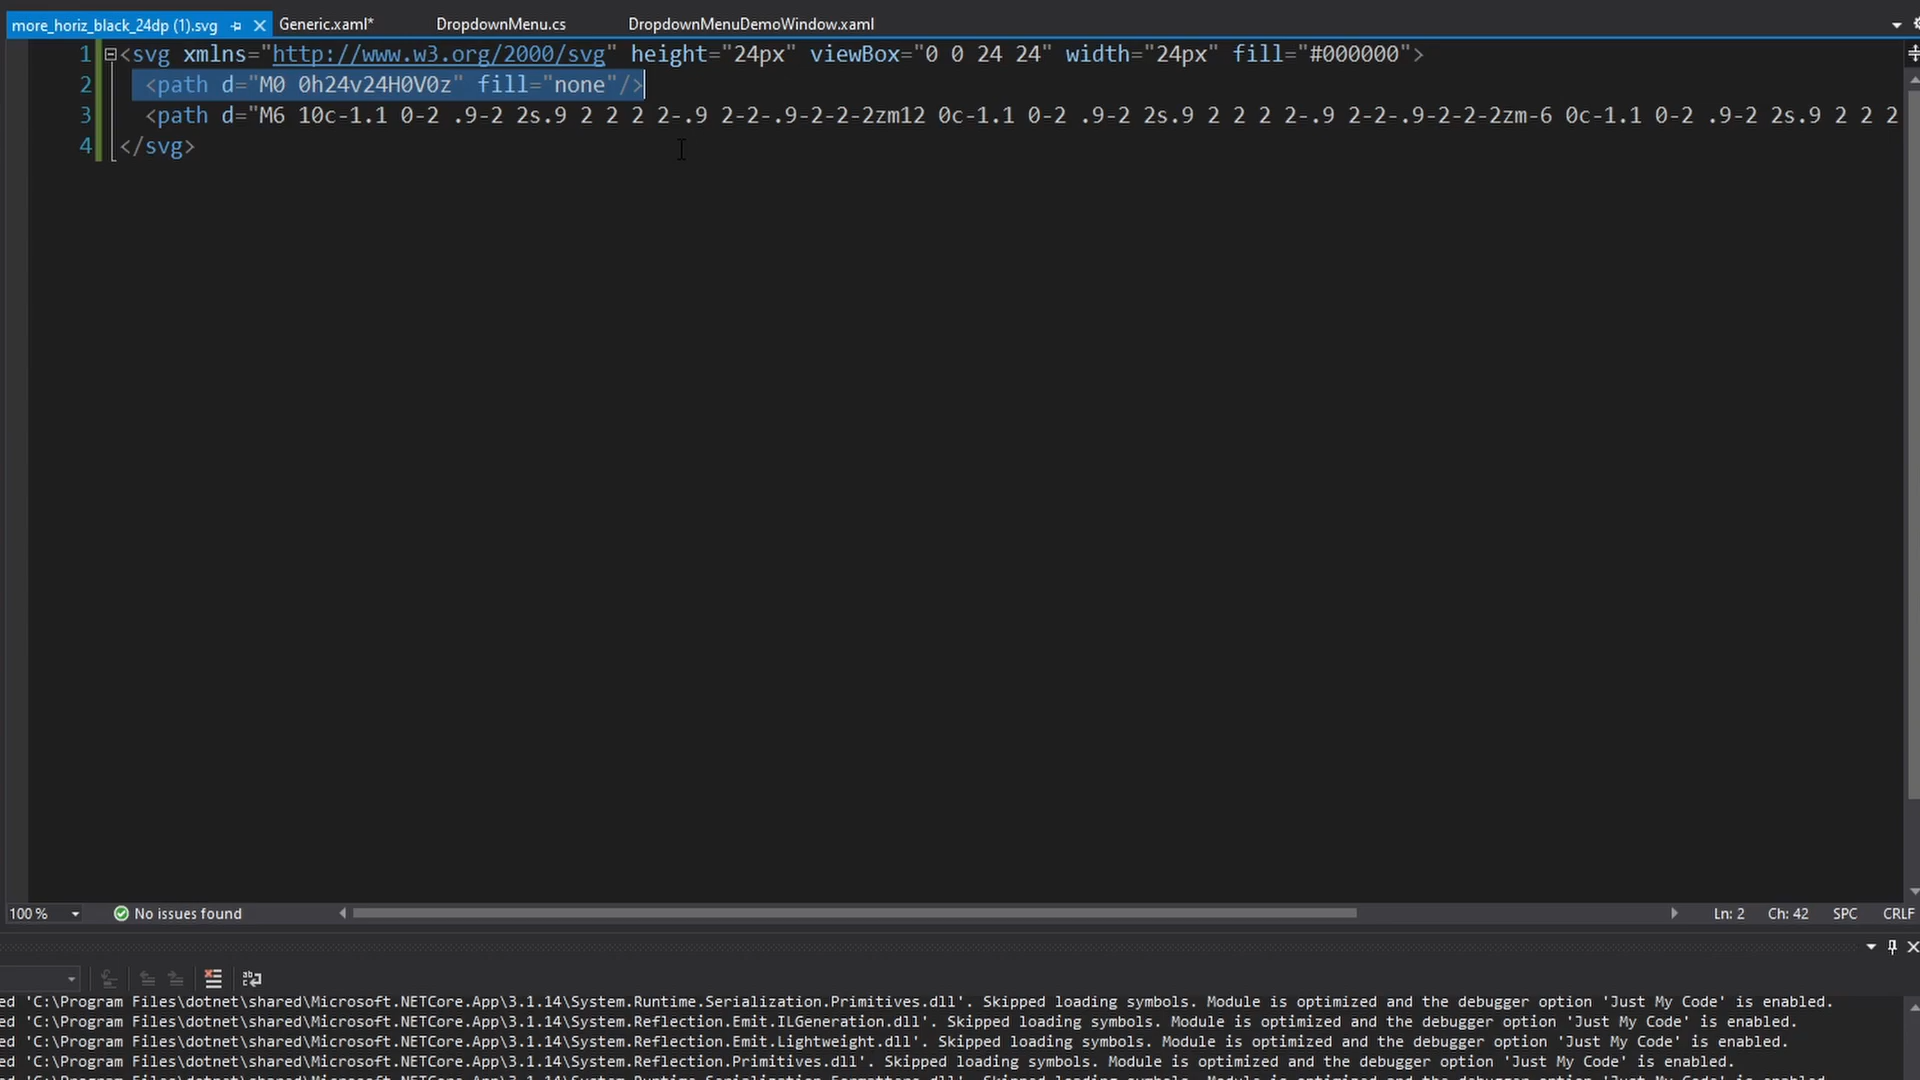 more_horiz_black_24dp (1).svg Generic.xaml* DropdownMenu.cs DropdownMenuDemoWindow.xaml
1 <svg xmlns="http://www.w3.org/2000/svg" height="24px" viewBox="0 0 24 24" width="24px" fill="#000000">
2 <path d="M0 0h24v24H0V0z" fill="none"/>
3 <path d="M6 10c-1.1 0-2 .9-2 2s.9 2 2 2 2-.9 2-2-.9-2-2-2zm12 0c-1.1 0-2 .9-2 2s.9 2 2 2 2-.9 2-2-.9-2-2-2zm-6 0c-1.1 0-2 .9-2 2s.9 2 2 2
4 </svg>
100 % No issues found Ln: 2 Ch: 42 SPC CRLF
ed 'C:\Program Files\dotnet\shared\Microsoft.NETCore.App\3.1.14\System.Runtime.Serialization.Primitives.dll'. Skipped loading symbols. Module is optimized and the debugger option 'Just My Code' is enabled.
ed 'C:\Program Files\dotnet\shared\Microsoft.NETCore.App\3.1.14\System.Reflection.Emit.ILGeneration.dll'. Skipped loading symbols. Module is optimized and the debugger option 'Just My Code' is enabled.
ed 'C:\Program Files\dotnet\shared\Microsoft.NETCore.App\3.1.14\System.Reflection.Emit.Lightweight.dll'. Skipped loading symbols. Module is optimized and the debugger option 'Just My Code' is enabled.
ed 'C:\Program Files\dotnet\shared\Microsoft.NETCore.App\3.1.14\System.Reflection.Primitives.dll'. Skipped loading symbols. Module is optimized and the debugger option 'Just My Code' is enabled.